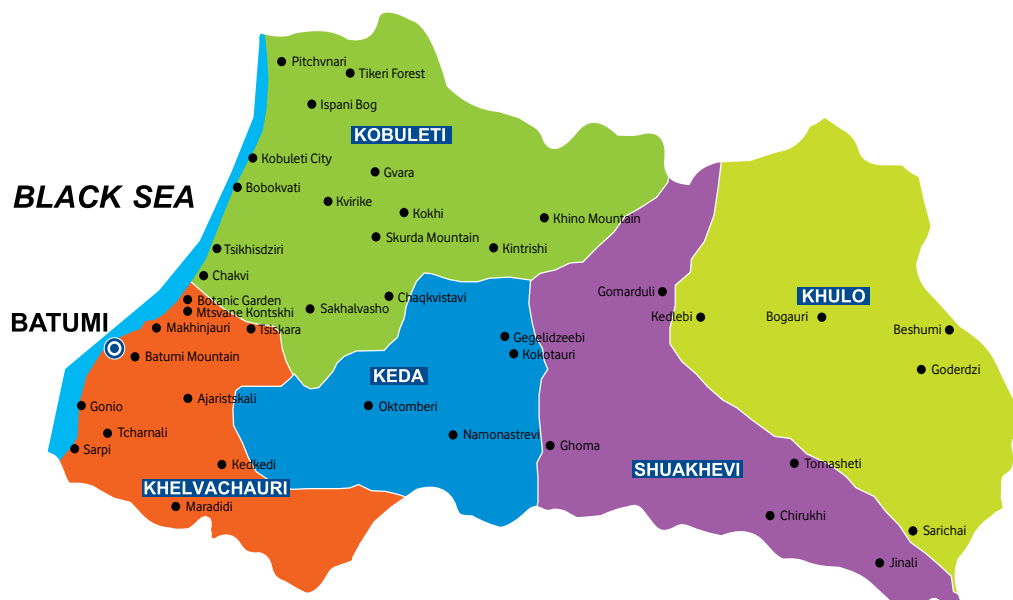 Pitchvnari
Tikeri Forest
Ispani Bog
KOBULETI
Kobuleti City
Gvara
Bobokvati
BLACK SEA
Kvirike
Kokhi
Khino Mountain
Skurda Mountain
Tsikhisdziri
Kintrishi
Chakvi
Gomarduli
KHULO
Botanic Garden
Chaqkvistavi
Mtsvane Kontskhi
Sakhalvasho
Kedlebi
Bogauri
BATUMI
Makhinjauri
Tsiskara
Beshumi
Gegelidzeebi
Kokotauri
Batumi Mountain
Goderdzi
KEDA
Ajaristskali
Gonio
Oktomberi
Tcharnali
Namonastrevi
Ghoma
Sarpi
Kedkedi
SHUAKHEVI
Tomasheti
KHELVACHAURI
Maradidi
Chirukhi
Sarichai
Jinali